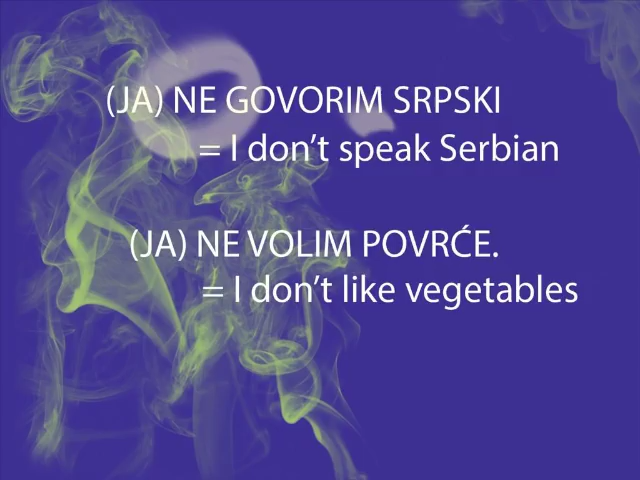 (JA) NE GOVORIM SRPSKI
= I don’t speak Serbian
(JA) NE VOLIM POVRĆE.
= I don’t like vegetables